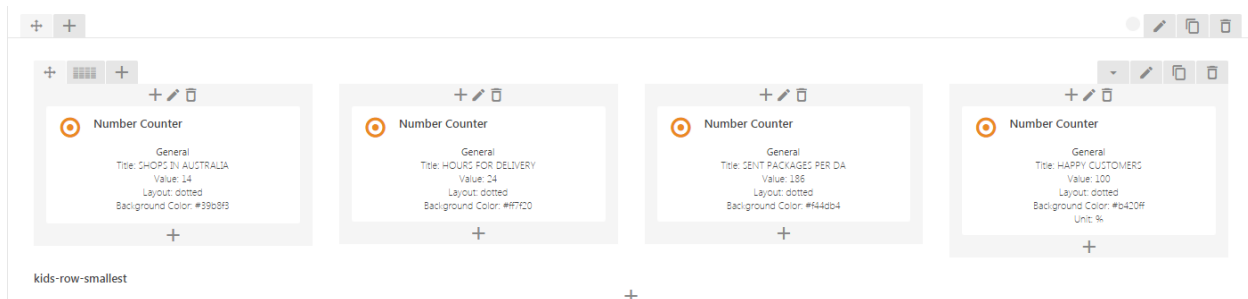 Number Counter
General
Title: SHOPS IN AUSTRALIA
Value: 14
Layout: dotted
Background Color: #39b8f3
Number Counter
General
Title: HOURS FOR DELIVERY
Value: 24
Layout: dotted
Background Color: #ff7f20
Number Counter
General
Title: SENT PACKAGES PER DA
Value: 186
Layout: dotted
Background Color: #f44db4
Number Counter
General
Title: HAPPY CUSTOMERS
Value: 100
Layout: dotted
Background Color: #b420ff
Unit: %
kids-row-smallest